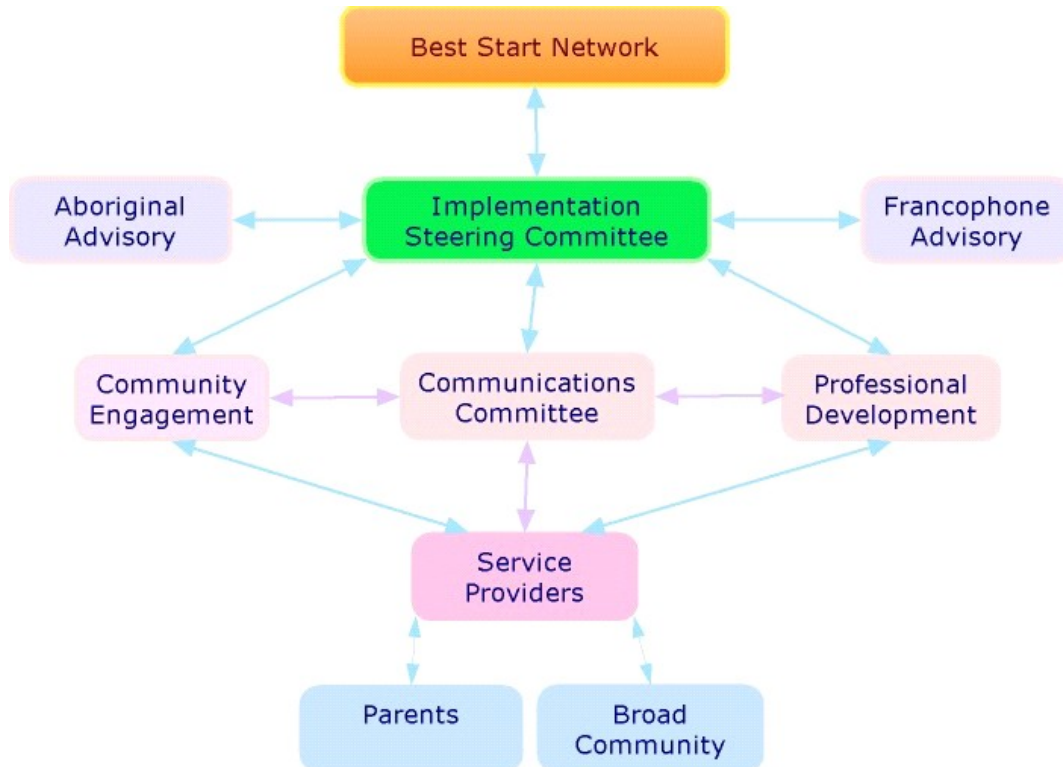 Best Start Network
Aboriginal
Advisory
Implementation
Steering Committee
Francophone
Advisory
Community
Engagement
Communications
Committee
Professional
Development
Service
Providers
Parents
Broad
Community